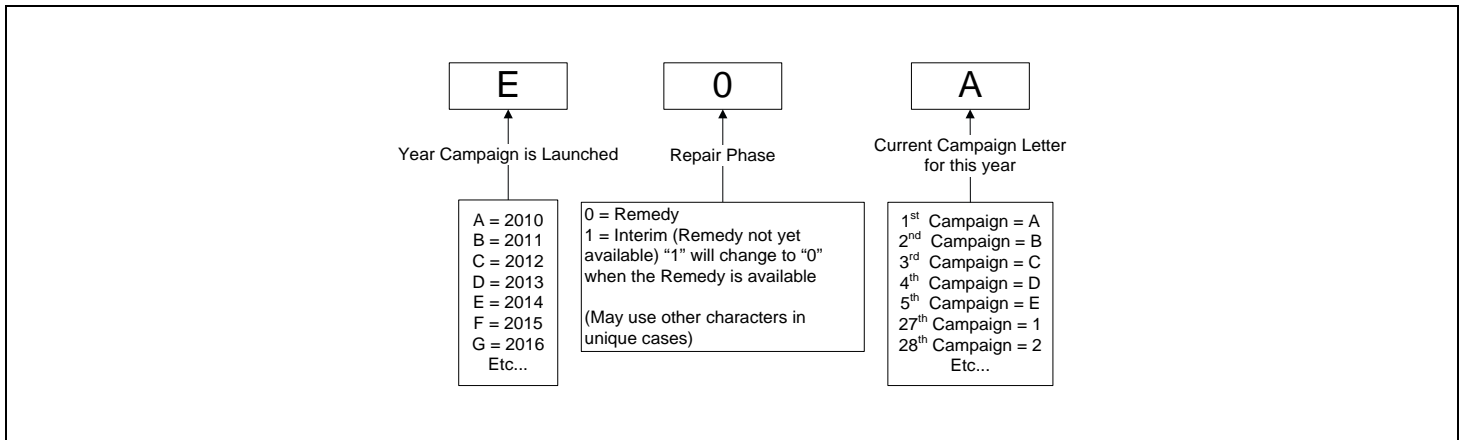 E
0
A
Year Campaign is Launched
Repair Phase
Current Campaign Letter
for this year
A = 2010
B = 2011
C = 2012
D = 2013
E = 2014
F = 2015
G = 2016
Etc...
0 = Remedy
1 = Interim (Remedy not yet
available) “1” will change to “0”
when the Remedy is available
(May use other characters in
unique cases)
1st Campaign = A
2nd Campaign = B
3rd Campaign = C
4th Campaign = D
5th Campaign = E
27th Campaign = 1
28th Campaign = 2
Etc...